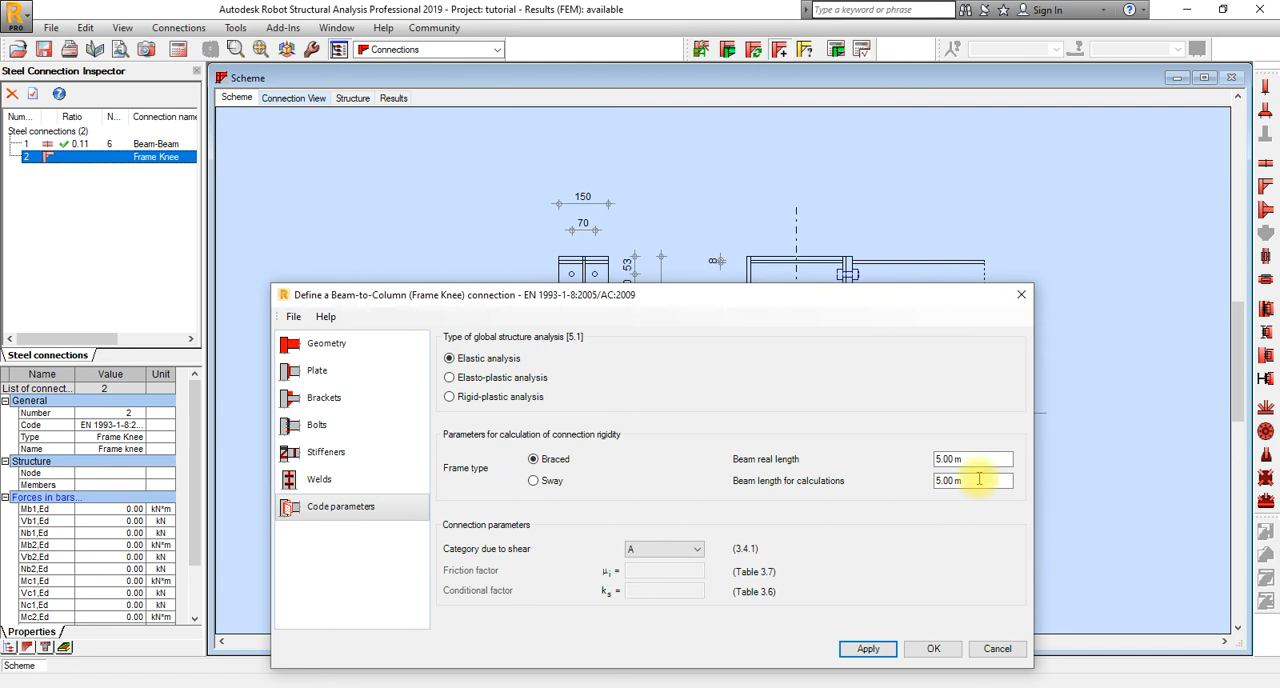 Autodesk Robot Structural Analysis Professional 2019 - Project: tutorial - Results (FEM): available
Type a keyword or phrase
Sign In
PRO
File Edit View Connections Tools Add-Ins Window Help Community
Connections
Steel Connection Inspector
Num... Ratio N... Connection name
Steel connections (2)
1 0.11 6 Beam-Beam
2 Frame Knee
Steel connections
Name Value Unit
List of connect... 2
General
Number 2
Code EN 1993-1-8:2...
Type Frame Knee
Name Frame knee
Structure
Node
Members
Forces in bars...
Mb1,Ed 0.00 kN*m
Vb1,Ed 0.00 kN
Nb1,Ed 0.00 kN
Mb2,Ed 0.00 kN*m
Vb2,Ed 0.00 kN
Nb2,Ed 0.00 kN
Mc1,Ed 0.00 kN*m
Vc1,Ed 0.00 kN
Nc1,Ed 0.00 kN
Mc2,Ed 0.00 kN*m
Properties
Scheme
Scheme
Scheme Connection View Structure Results
150
70
53
8
Define a Beam-to-Column (Frame Knee) connection - EN 1993-1-8:2005/AC:2009
File Help
Geometry
Plate
Brackets
Bolts
Stiffeners
Welds
Code parameters
Type of global structure analysis [5.1]
Elastic analysis
Elasto-plastic analysis
Rigid-plastic analysis
Parameters for calculation of connection rigidity
Frame type
Braced
Sway
Beam real length 5.00 m
Beam length for calculations 5.00 m
Connection parameters
Category due to shear A (3.4.1)
Friction factor μi = (Table 3.7)
Conditional factor ks = (Table 3.6)
Apply OK Cancel